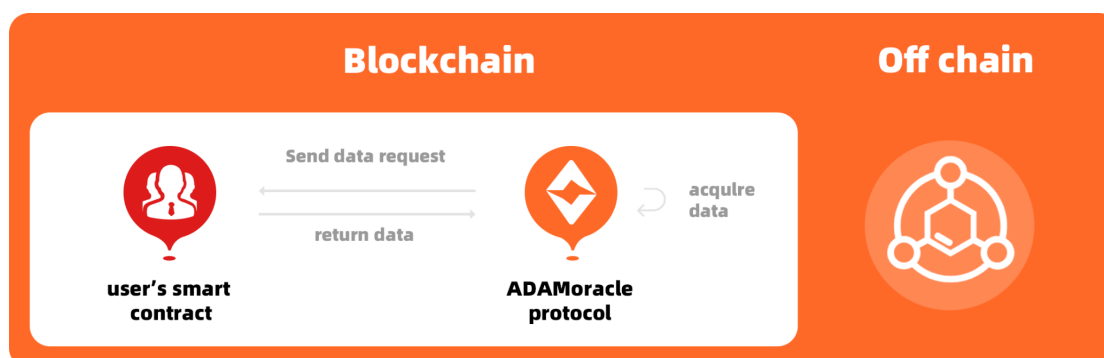 Blockchain
Off chain
Send data request
return data
acqulre
data
user's smart
contract
ADAMoracle
protocol